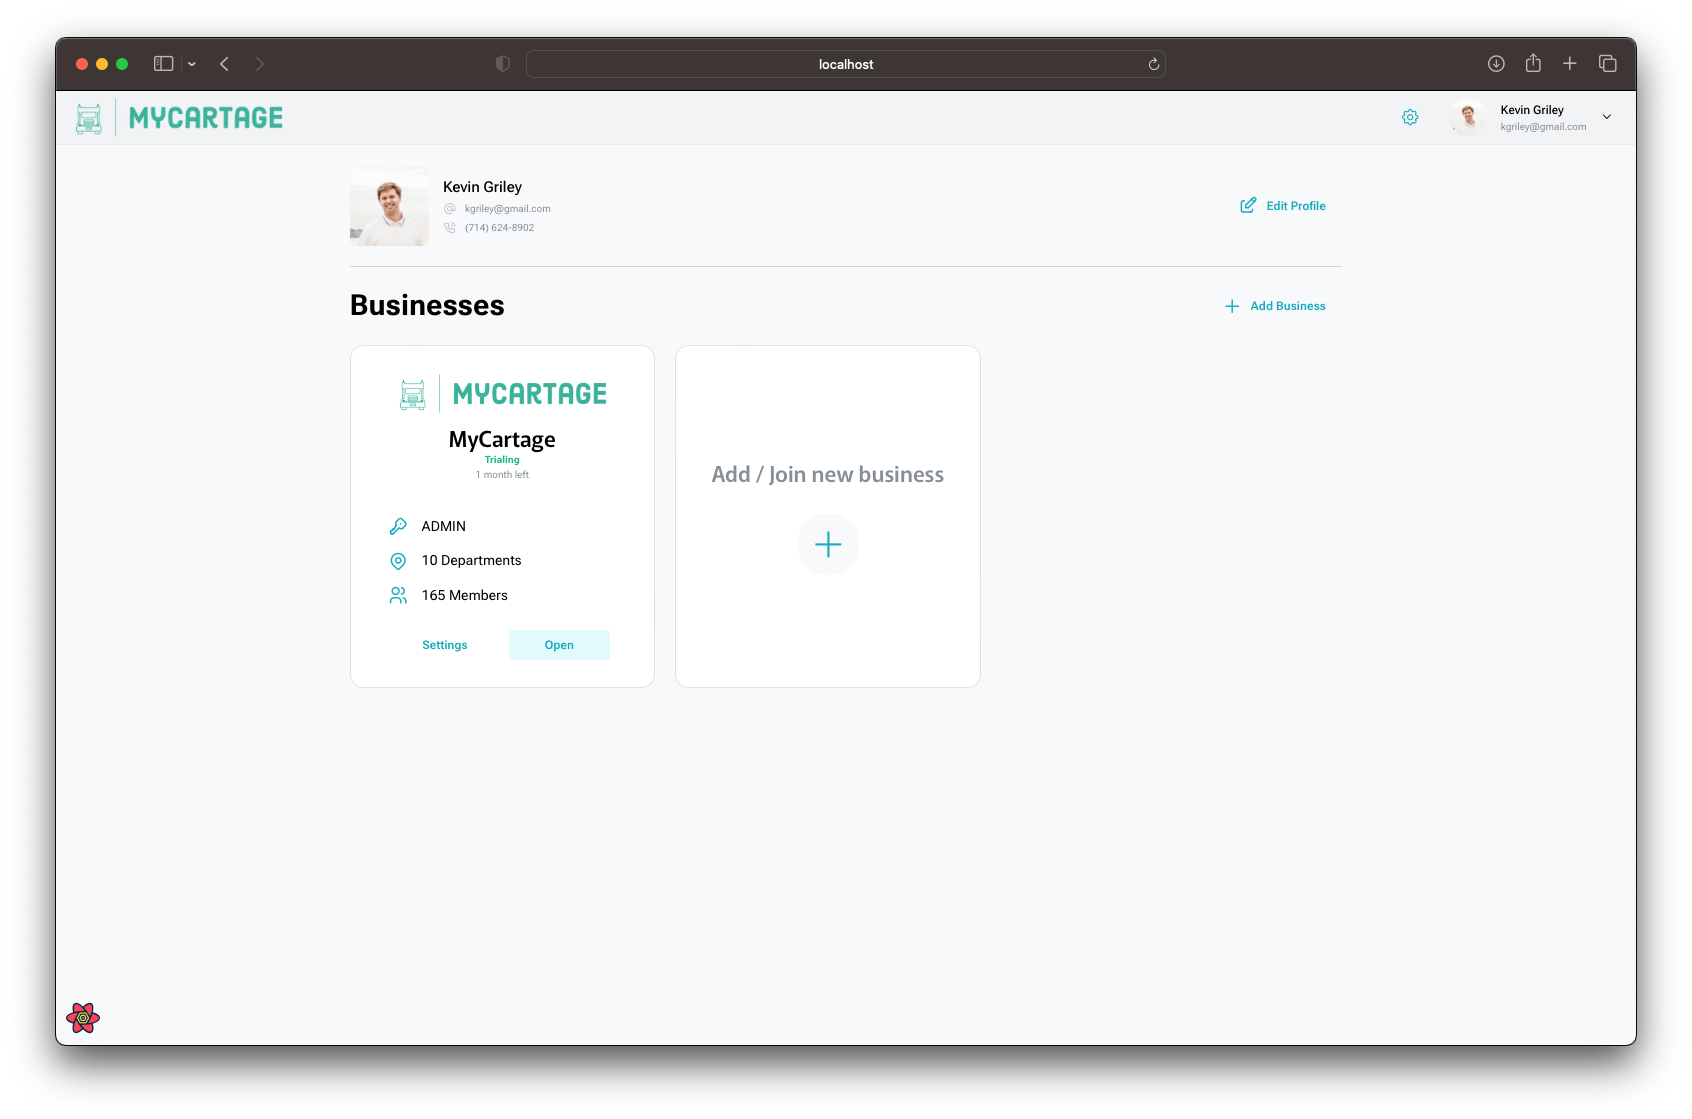 localhost
MYCARTAGE
Kevin Griley
kgriley@gmail.com
Kevin Griley
kgriley@gmail.com
(714) 624-8902
Edit Profile
Businesses
Add Business
MYCARTAGE
MyCartage
Trialing
1 month left
ADMIN
10 Departments
165 Members
Settings
Open
Add / Join new business